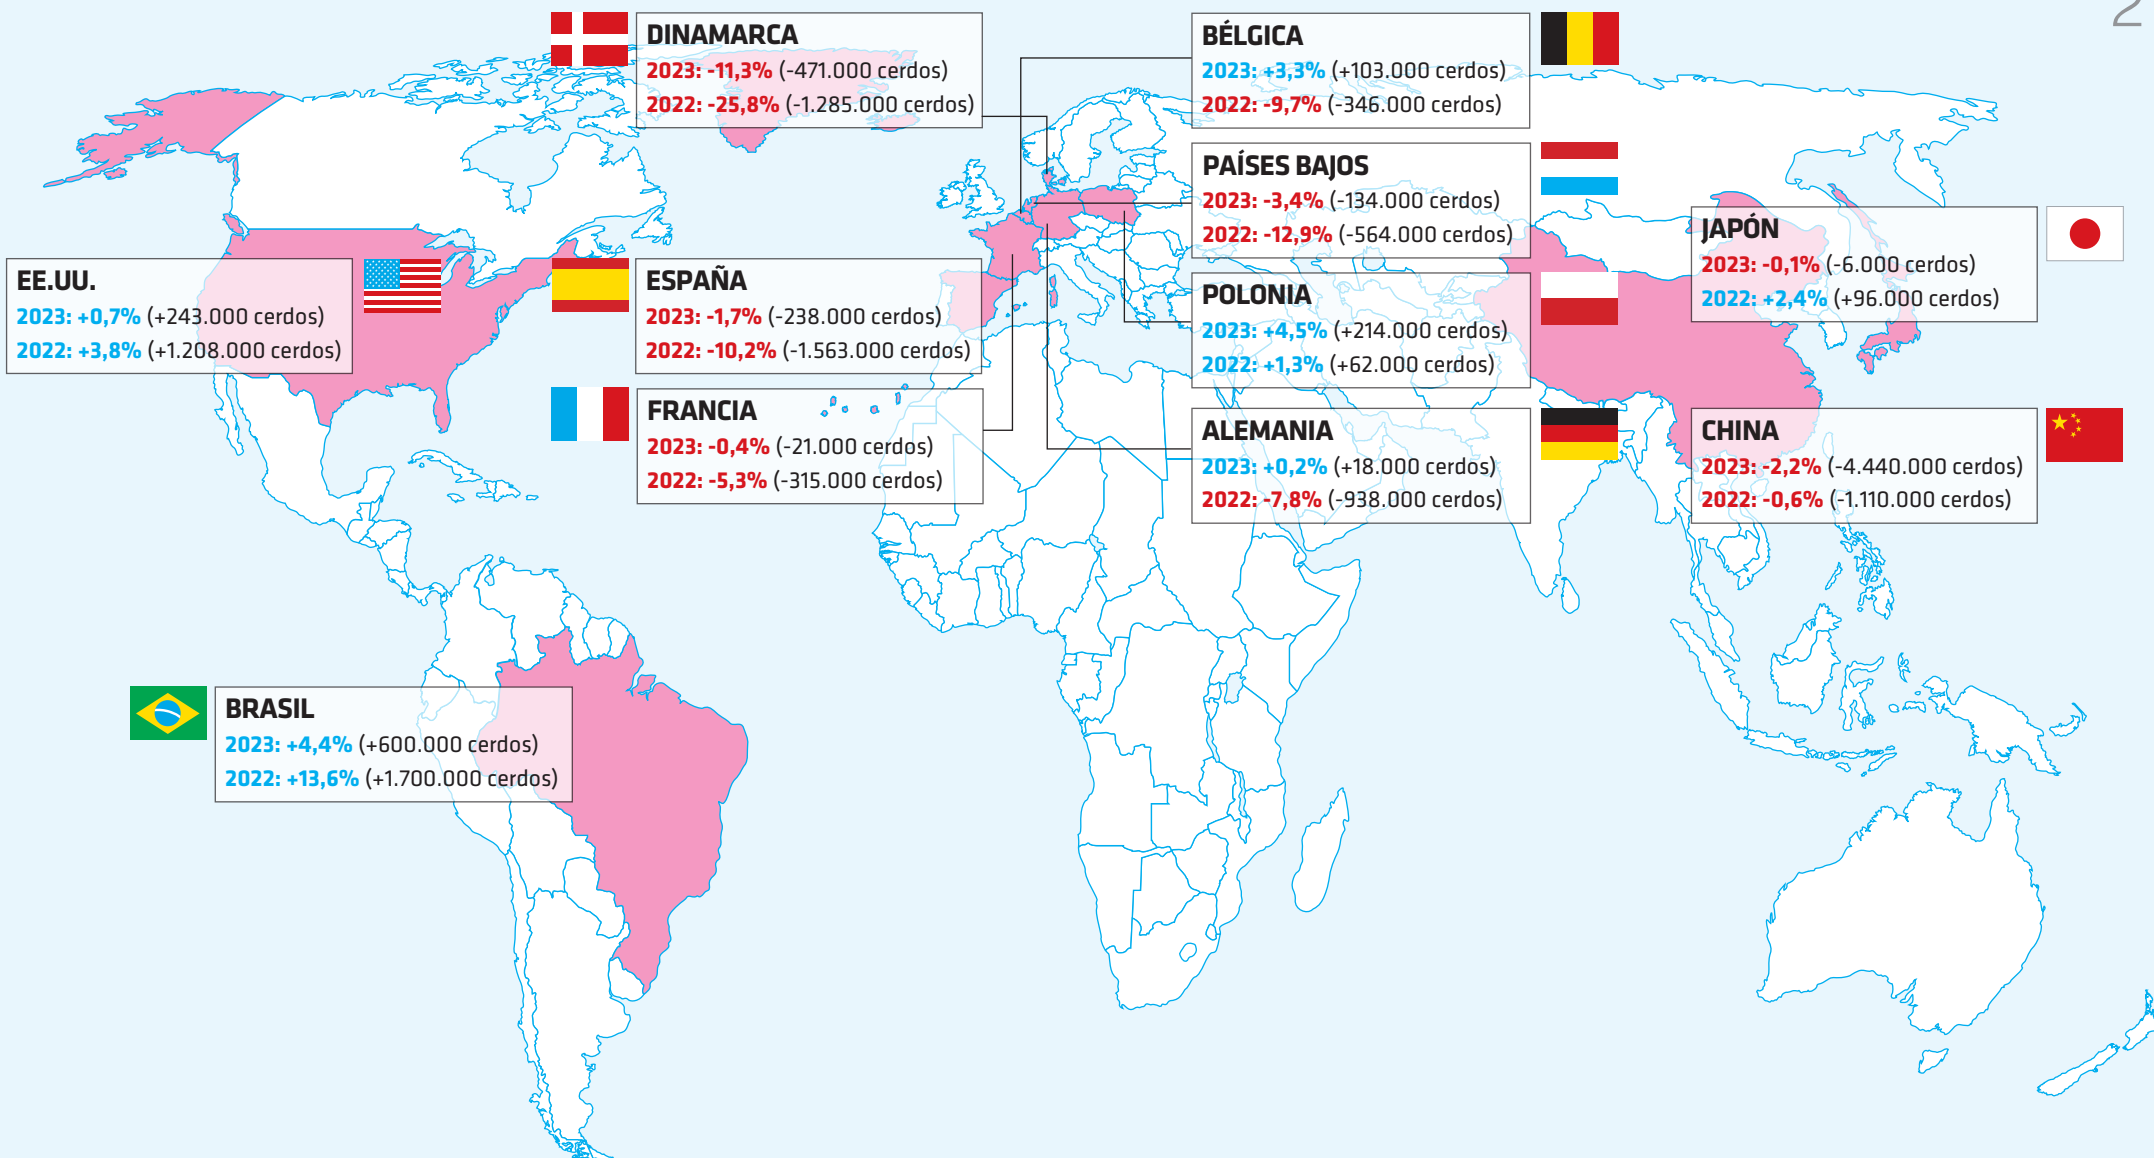 2
DINAMARCA
2023: -11,3% (-471.000 cerdos)
2022: -25,8% (-1.285.000 cerdos)
BÉLGICA
2023: +3,3% (+103.000 cerdos)
2022: -9,7% (-346.000 cerdos)
PAÍSES BAJOS
2023: -3,4% (-134.000 cerdos)
2022: -12,9% (-564.000 cerdos)
JAPÓN
2023: -0,1% (-6.000 cerdos)
2022: +2,4% (+96.000 cerdos)
EE.UU.
2023: +0,7% (+243.000 cerdos)
2022: +3,8% (+1.208.000 cerdos)
ESPAÑA
2023: -1,7% (-238.000 cerdos)
2022: -10,2% (-1.563.000 cerdos)
POLONIA
2023: +4,5% (+214.000 cerdos)
2022: +1,3% (+62.000 cerdos)
FRANCIA
2023: -0,4% (-21.000 cerdos)
2022: -5,3% (-315.000 cerdos)
ALEMANIA
2023: +0,2% (+18.000 cerdos)
2022: -7,8% (-938.000 cerdos)
CHINA
2023: -2,2% (-4.440.000 cerdos)
2022: -0,6% (-1.110.000 cerdos)
BRASIL
2023: +4,4% (+600.000 cerdos)
2022: +13,6% (+1.700.000 cerdos)